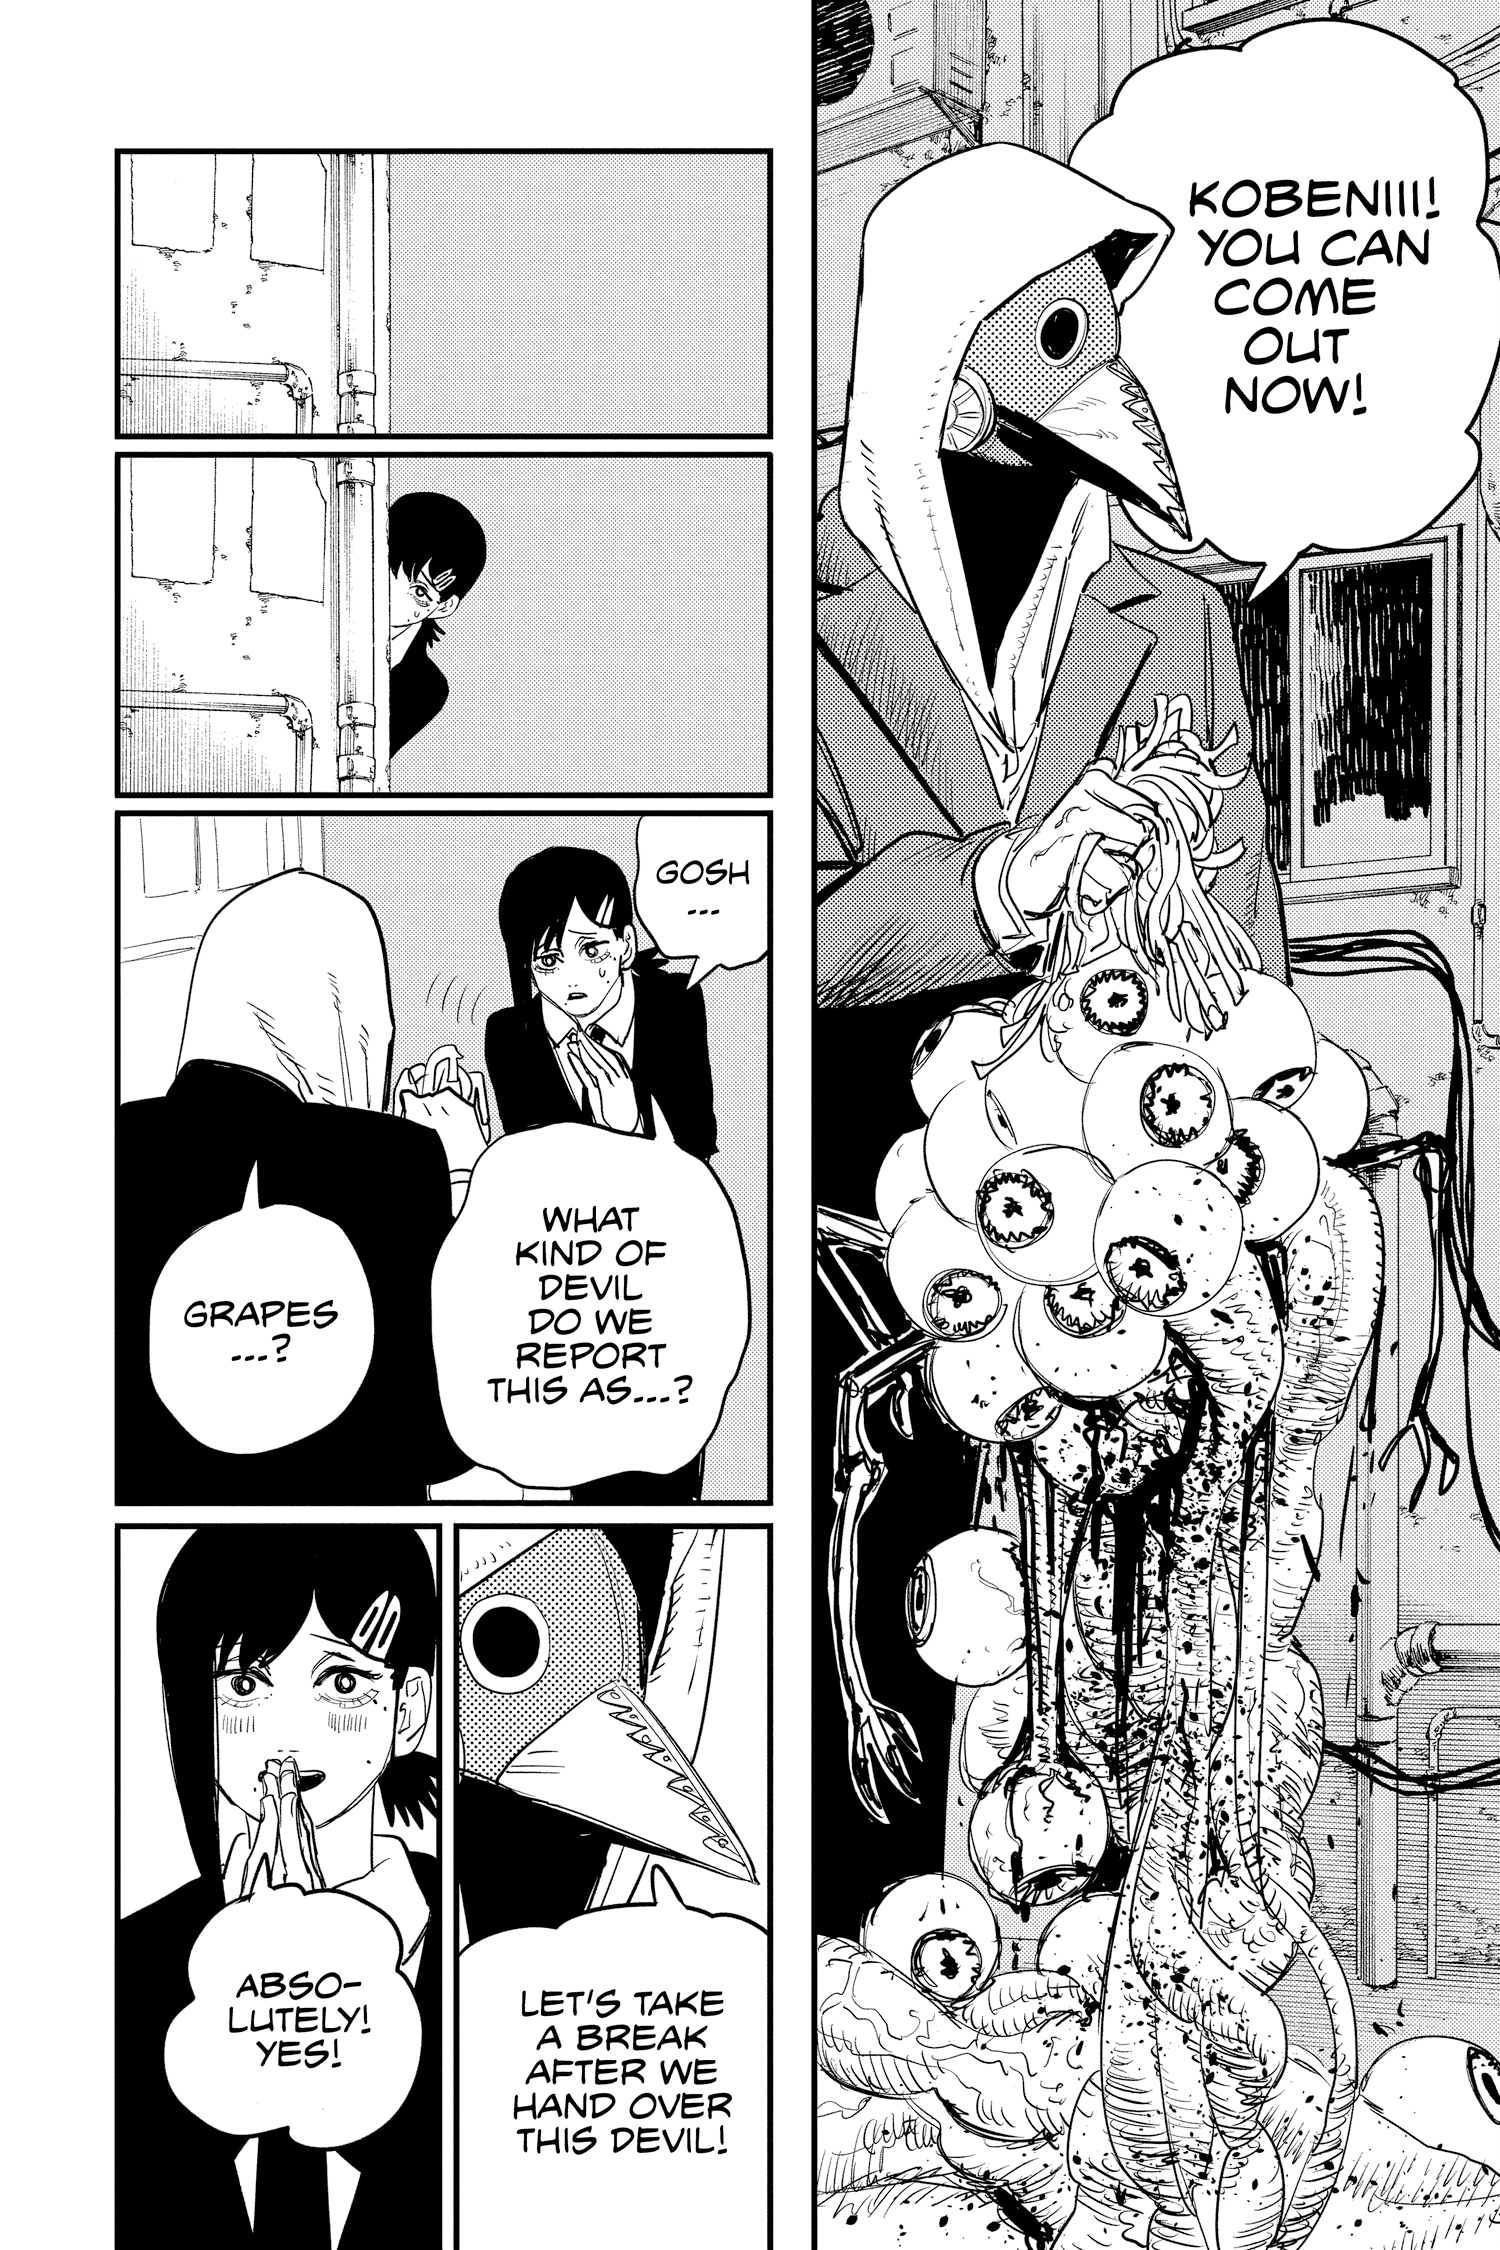 KOBENIII!
YOU CAN
COME
OUT
NOW!
GOSH
...
WHAT
KIND OF
DEVIL
DO WE
REPORT
THIS AS...?
GRAPES
...?
LET'S TAKE
A BREAK
AFTER WE
HAND OVER
THIS DEVIL!
ABSO-
LUTELY!
YES!